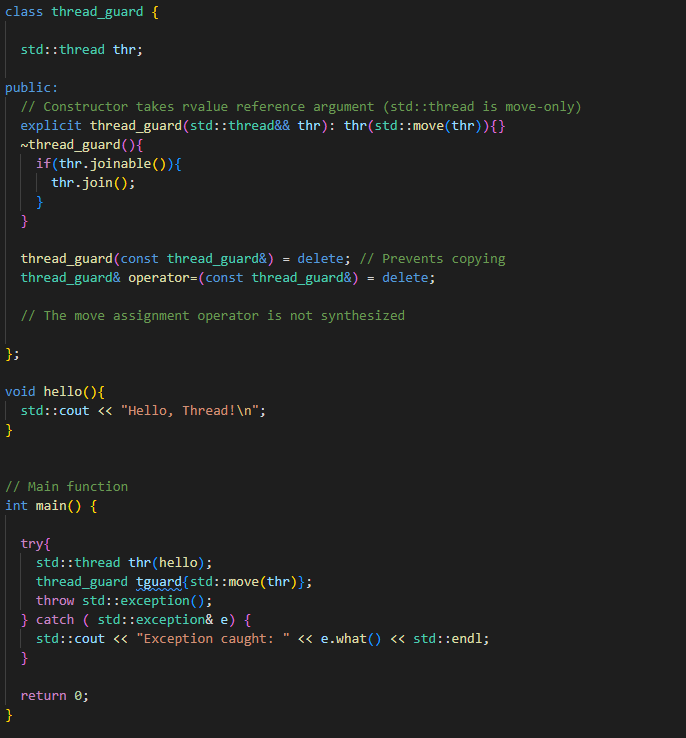 class thread_guard {
  std::thread thr;
public:
  // Constructor takes rvalue reference argument (std::thread is move-only)
  explicit thread_guard(std::thread&& thr): thr(std::move(thr)){}
  ~thread_guard(){
    if(thr.joinable()){
      thr.join();
    }
  }
  thread_guard(const thread_guard&) = delete; // Prevents copying
  thread_guard& operator=(const thread_guard&) = delete;
  // The move assignment operator is not synthesized
};
void hello(){
  std::cout << "Hello, Thread!\n";
}
// Main function
int main() {
  try{
    std::thread thr(hello);
    thread_guard tguard{std::move(thr)};
    throw std::exception();
  } catch ( std::exception& e) {
    std::cout << "Exception caught: " << e.what() << std::endl;
  }
  return 0;
}